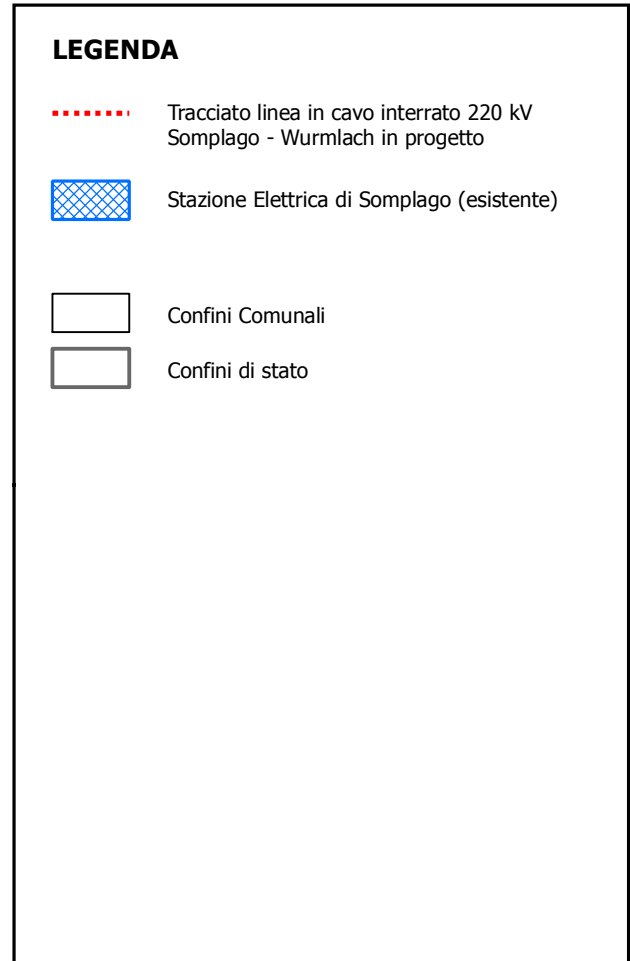 LEGENDA
Tracciato linea in cavo interrato 220 kV
Somplago - Wurmlach in progetto
Stazione Elettrica di Somplago (esistente)
Confini Comunali
Confini di stato